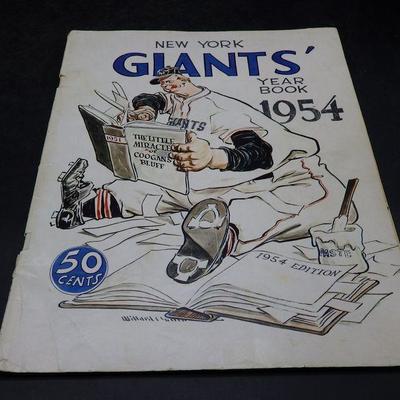 NEW YORK
GIANTS'
YEAR
BOOK
1954
GIANTS
THE LITTLE
MIRACLE
OF
COOGAN'S
BLUFF
1954 EDITION
50
CENTS